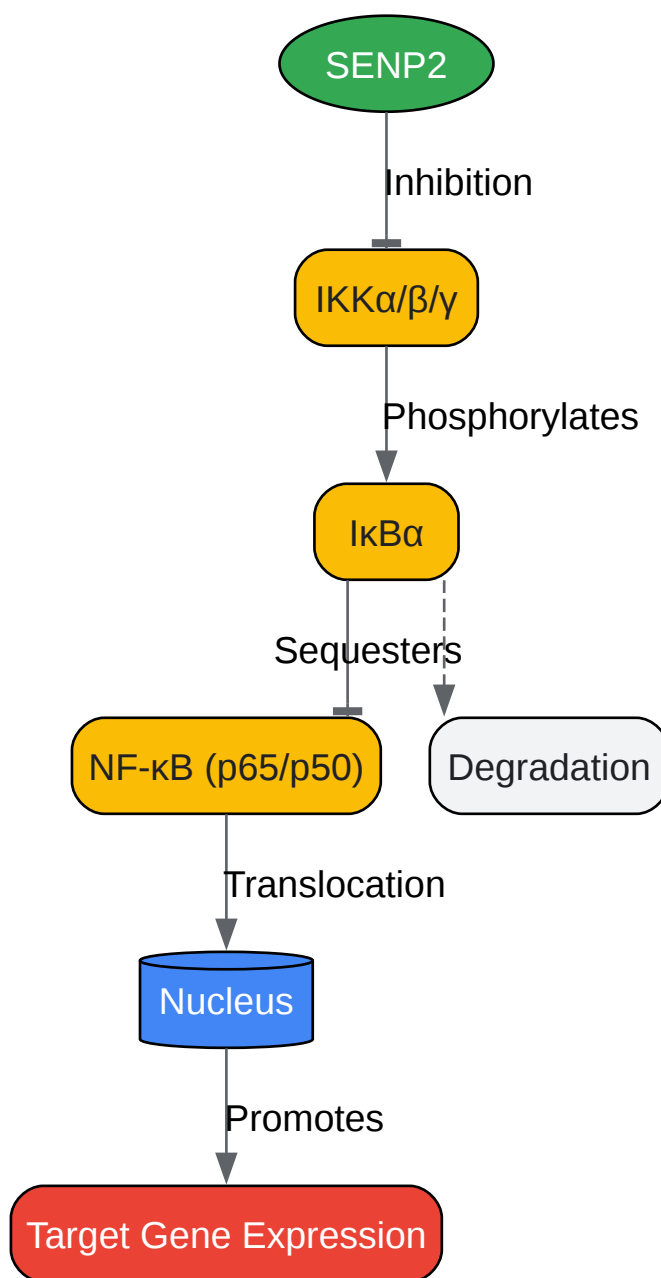 SENP2
Inhibition
IKKα/β/γ
Phosphorylates
IκBα
Sequesters
NF-κB (p65/p50)
Degradation
Translocation
Nucleus
Promotes
Target Gene Expression